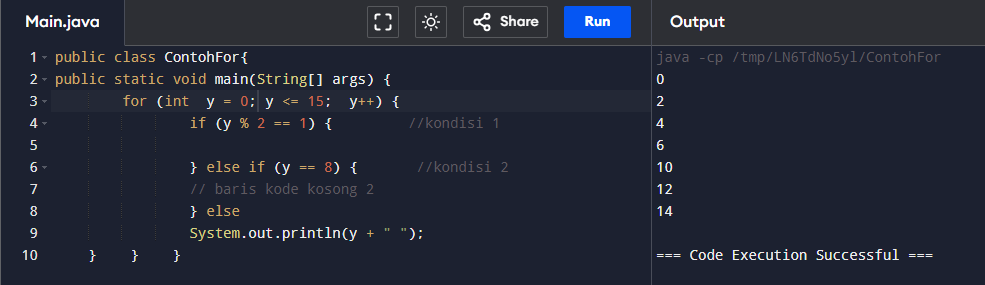 Main.java
Share
Run
Output
1 public class ContohFor{
2 public static void main(String[] args) {
3 for (int  y = 0; y <= 15;  y++) {
4 if (y % 2 == 1) {         //kondisi 1
5
6 } else if (y == 8) {       //kondisi 2
7 // baris kode kosong 2
8 } else
9 System.out.println(y + " ");
10 }    }    }
java -cp /tmp/LN6TdNo5yl/ContohFor
0
2
4
6
10
12
14
=== Code Execution Successful ===